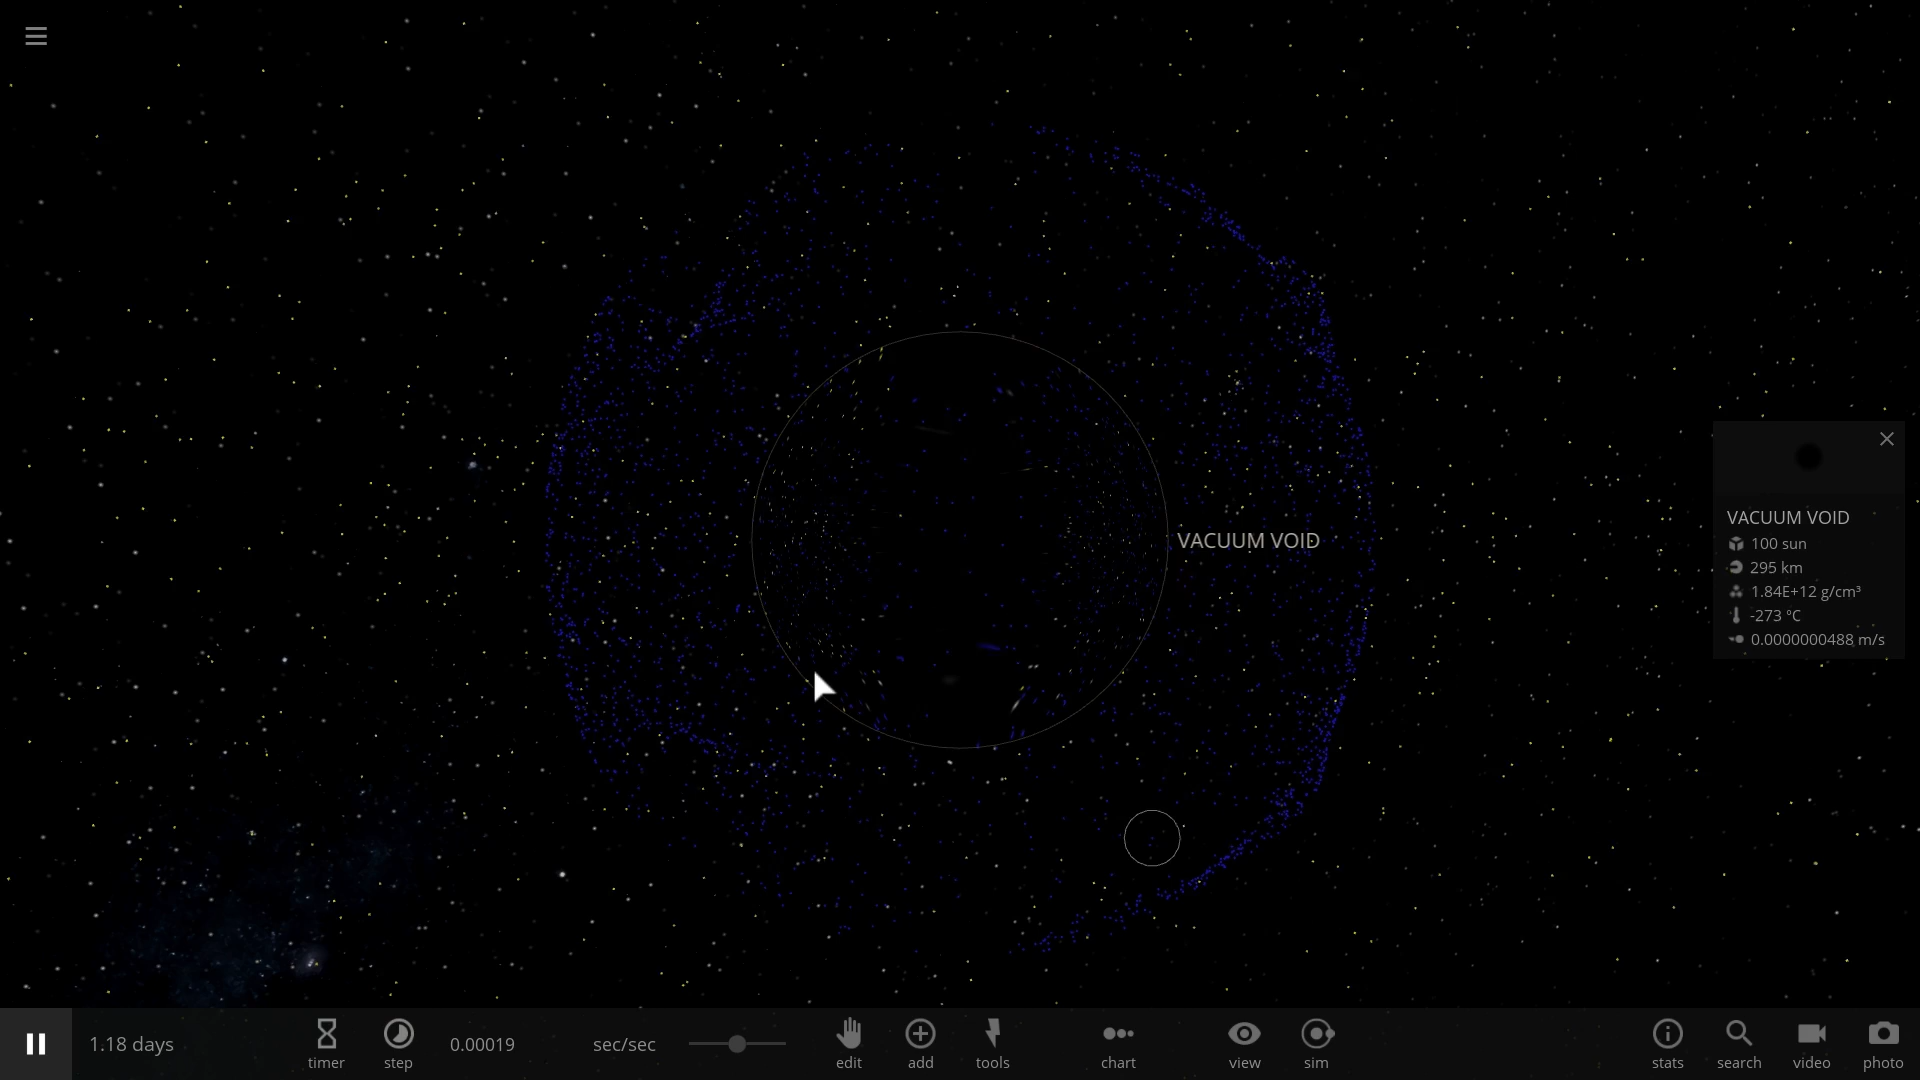 VACUUM VOID
VACUUM VOID
100 sun
295 km
1.84E+12 g/cm³
-273 °C
0.0000000488 m/s
1.18 days
timer
step
0.00019
sec/sec
edit
add
tools
chart
view
sim
stats
search
video
photo